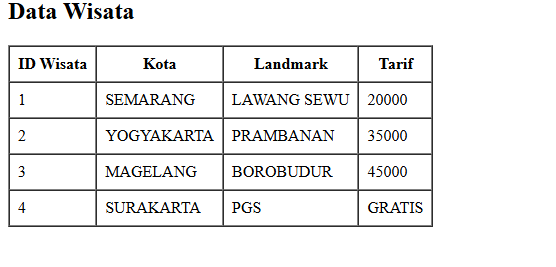 Data Wisata
ID Wisata Kota Landmark Tarif
1 SEMARANG LAWANG SEWU 20000
2 YOGYAKARTA PRAMBANAN 35000
3 MAGELANG BOROBUDUR 45000
4 SURAKARTA PGS GRATIS